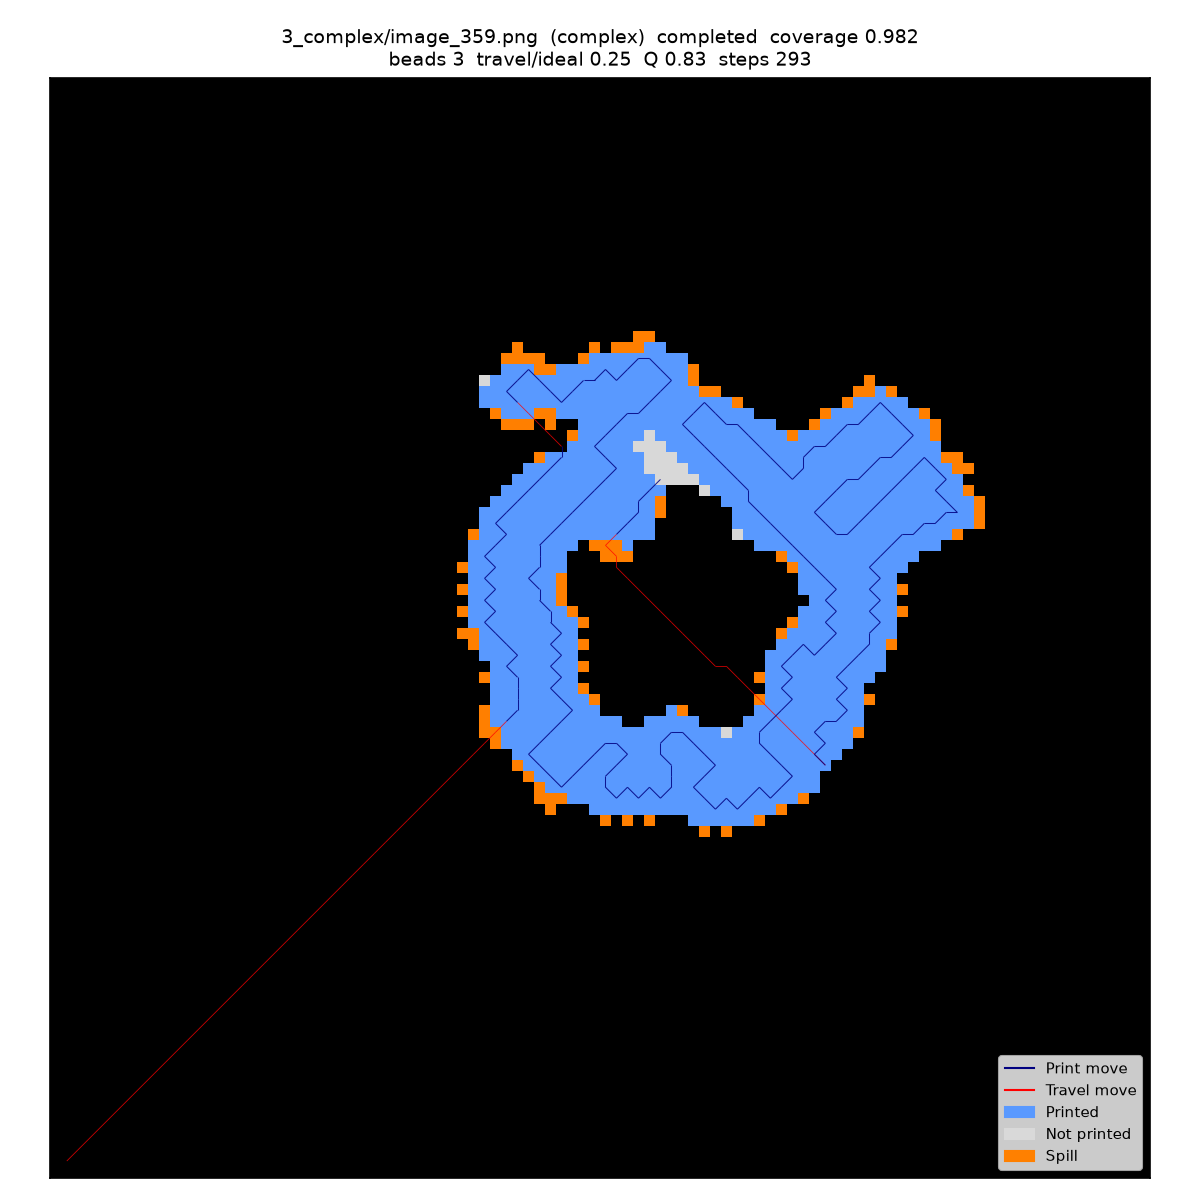 3_complex/image_359.png  (complex)  completed  coverage 0.982
beads 3  travel/ideal 0.25  Q 0.83  steps 293
Print move
Travel move
Printed
Not printed
Spill